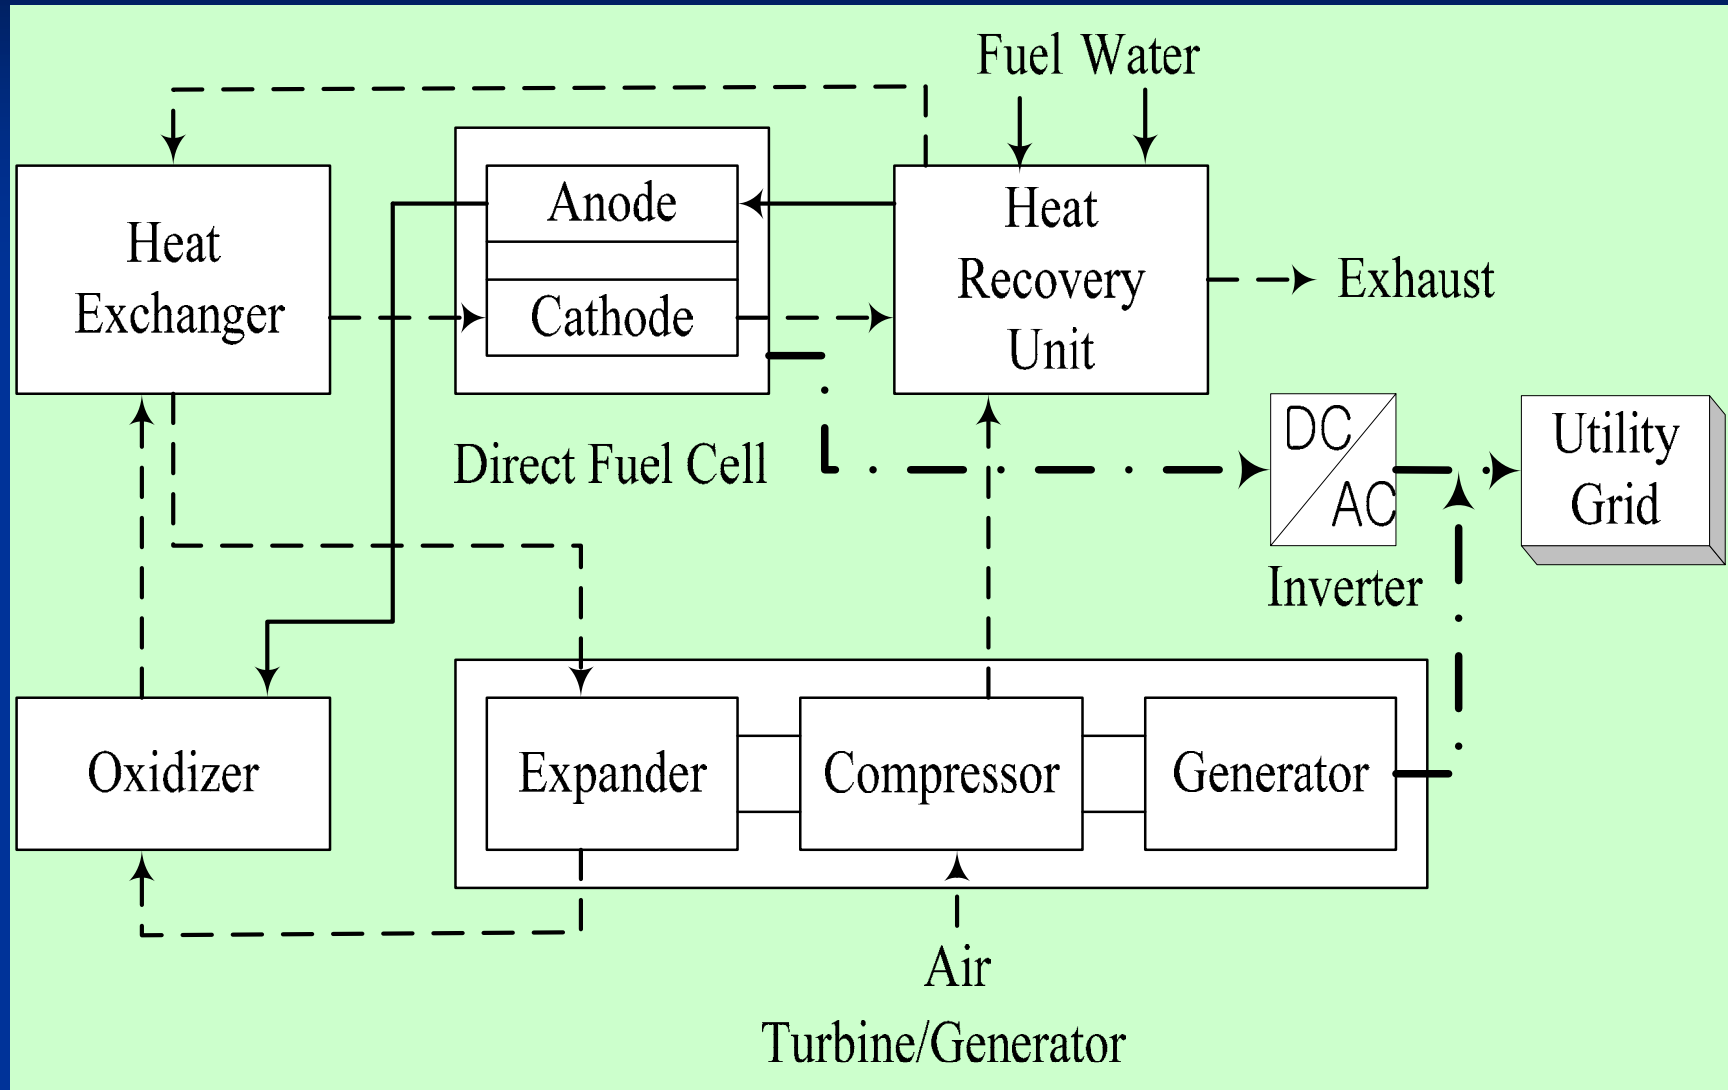 Fuel Water
Heat
Exchanger
Anode
Cathode
Heat
Recovery
Unit
Exhaust
Direct Fuel Cell
DC
AC
Inverter
Utility
Grid
Oxidizer
Expander
Compressor
Generator
Air
Turbine/Generator